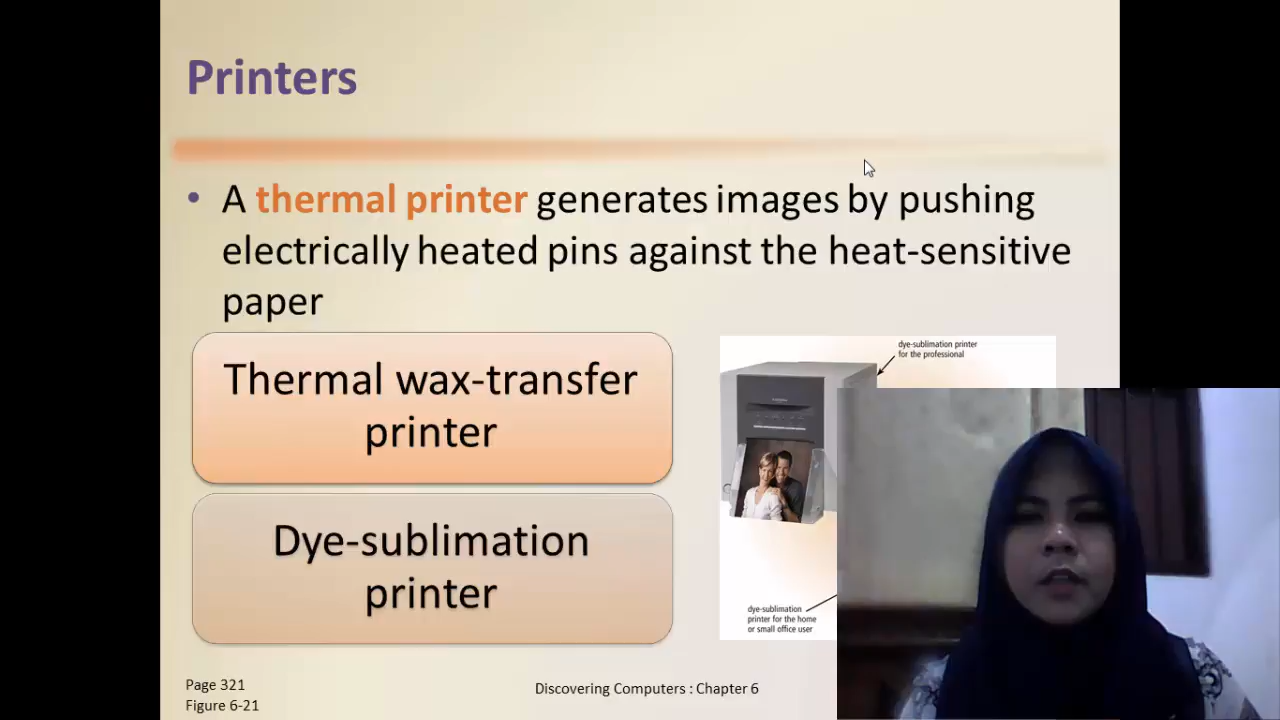 Printers
• A thermal printer generates images by pushing
electrically heated pins against the heat-sensitive
paper
Thermal wax-transfer
printer
Dye-sublimation
printer
dye-sublimation printer
for the professional
dye-sublimation
printer for the home
or small office user
Page 321
Figure 6-21
Discovering Computers : Chapter 6